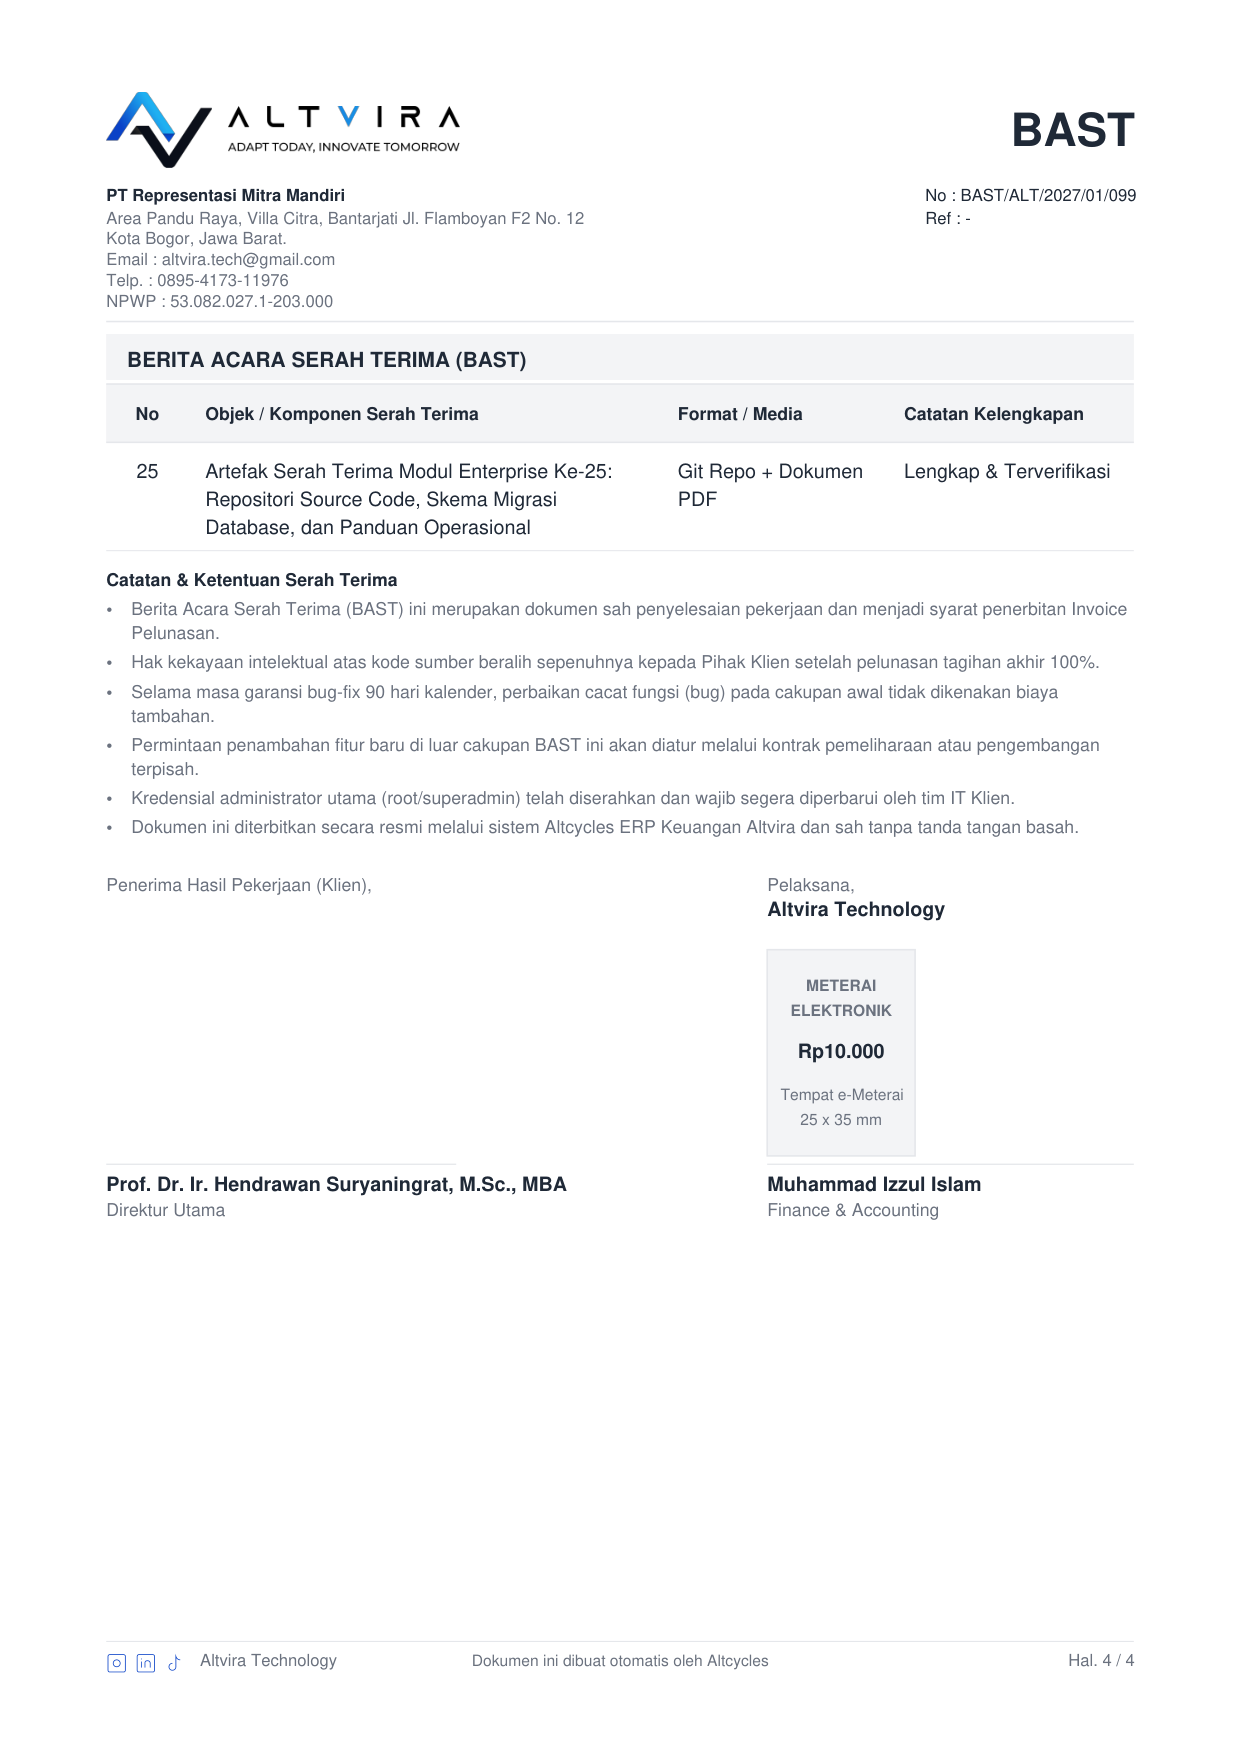 ALTVIRA
ADAPT TODAY, INNOVATE TOMORROW
BAST
PT Representasi Mitra Mandiri
Area Pandu Raya, Villa Citra, Bantarjati Jl. Flamboyan F2 No. 12
Kota Bogor, Jawa Barat.
Email : altvira.tech@gmail.com
Telp. : 0895-4173-11976
NPWP : 53.082.027.1-203.000
No : BAST/ALT/2027/01/099
Ref : -
BERITA ACARA SERAH TERIMA (BAST)
No Objek / Komponen Serah Terima Format / Media Catatan Kelengkapan
25 Artefak Serah Terima Modul Enterprise Ke-25: Git Repo + Dokumen Lengkap & Terverifikasi
Repositori Source Code, Skema Migrasi PDF
Database, dan Panduan Operasional
Catatan & Ketentuan Serah Terima
• Berita Acara Serah Terima (BAST) ini merupakan dokumen sah penyelesaian pekerjaan dan menjadi syarat penerbitan Invoice
Pelunasan.
• Hak kekayaan intelektual atas kode sumber beralih sepenuhnya kepada Pihak Klien setelah pelunasan tagihan akhir 100%.
• Selama masa garansi bug-fix 90 hari kalender, perbaikan cacat fungsi (bug) pada cakupan awal tidak dikenakan biaya
tambahan.
• Permintaan penambahan fitur baru di luar cakupan BAST ini akan diatur melalui kontrak pemeliharaan atau pengembangan
terpisah.
• Kredensial administrator utama (root/superadmin) telah diserahkan dan wajib segera diperbarui oleh tim IT Klien.
• Dokumen ini diterbitkan secara resmi melalui sistem Altcycles ERP Keuangan Altvira dan sah tanpa tanda tangan basah.
Penerima Hasil Pekerjaan (Klien),
Pelaksana,
Altvira Technology
METERAI
ELEKTRONIK
Rp10.000
Tempat e-Meterai
25 x 35 mm
Prof. Dr. Ir. Hendrawan Suryaningrat, M.Sc., MBA
Direktur Utama
Muhammad Izzul Islam
Finance & Accounting
in Altvira Technology Dokumen ini dibuat otomatis oleh Altcycles Hal. 4 / 4